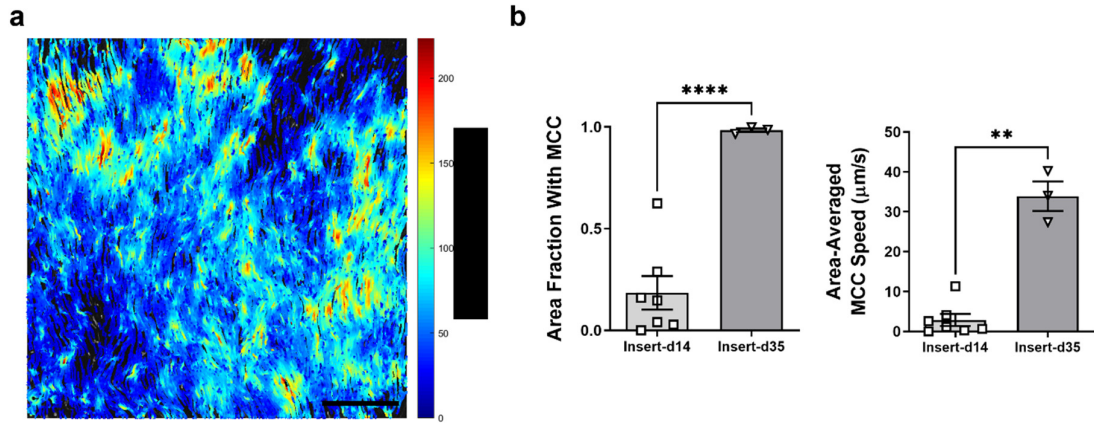 a
200
150
100
50
0
b
Area Fraction With MCC
1.0
0.5
0.0
****
Insert-d14
Insert-d35
Area-Averaged
MCC Speed (μm/s)
50
40
30
20
10
0
**
Insert-d14
Insert-d35